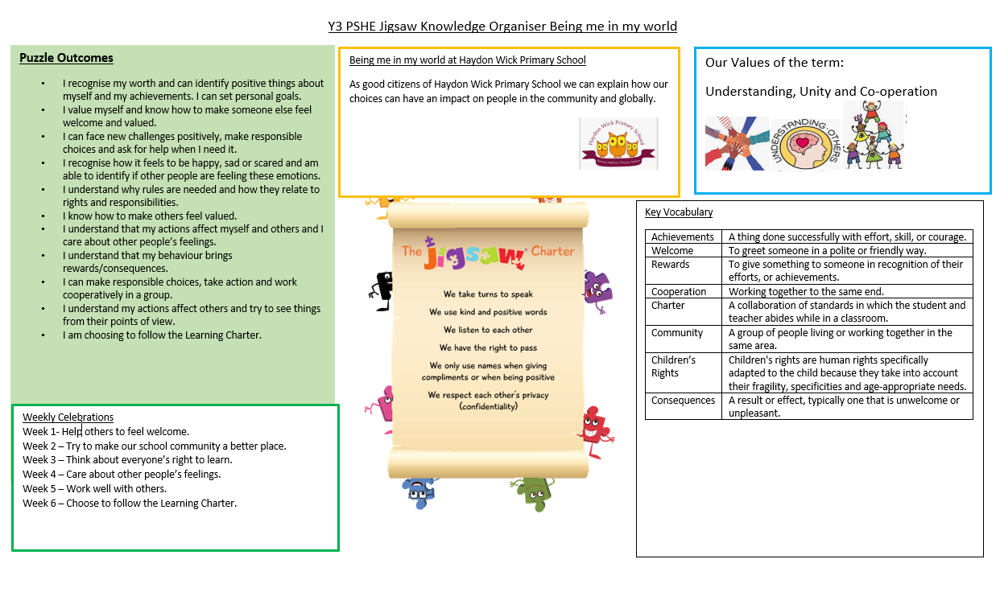 Y3 PSHE Jigsaw Knowledge Organiser Being me in my world
Puzzle Outcomes
• I recognise my worth and can identify positive things about
myself and my achievements. I can set personal goals.
• I value myself and know how to make someone else feel
welcome and valued.
• I can face new challenges positively, make responsible
choices and ask for help when I need it.
• I recognise how it feels to be happy, sad or scared and am
able to identify if other people are feeling these emotions.
• I understand why rules are needed and how they relate to
rights and responsibilities.
• I know how to make others feel valued.
• I understand that my actions affect myself and others and I
care about other people's feelings.
• I understand that my behaviour brings
rewards/consequences.
• I can make responsible choices, take action and work
cooperatively in a group.
• I understand my actions affect others and try to see things
from their points of view.
• I am choosing to follow the Learning Charter.
Weekly Celebrations
Week 1- Help others to feel welcome.
Week 2 – Try to make our school community a better place.
Week 3 – Think about everyone's right to learn.
Week 4 – Care about other people's feelings.
Week 5 – Work well with others.
Week 6 – Choose to follow the Learning Charter.
Being me in my world at Haydon Wick Primary School
As good citizens of Haydon Wick Primary School we can explain how our
choices can have an impact on people in the community and globally.
Haydon Wick Primary School
The Jigsaw Charter
We take turns to speak
We use kind and positive words
We listen to each other
We have the right to pass
We only use names when giving
compliments or when being positive
We respect each other's privacy
(confidentiality)
Our Values of the term:
Understanding, Unity and Co-operation
UNDERSTANDING OTHERS
Key Vocabulary
Achievements A thing done successfully with effort, skill, or courage.
Welcome To greet someone in a polite or friendly way.
Rewards To give something to someone in recognition of their
efforts, or achievements.
Cooperation Working together to the same end.
Charter A collaboration of standards in which the student and
teacher abides while in a classroom.
Community A group of people living or working together in the
same area.
Children's Children's rights are human rights specifically
Rights adapted to the child because they take into account
their fragility, specificities and age-appropriate needs.
Consequences A result or effect, typically one that is unwelcome or
unpleasant.